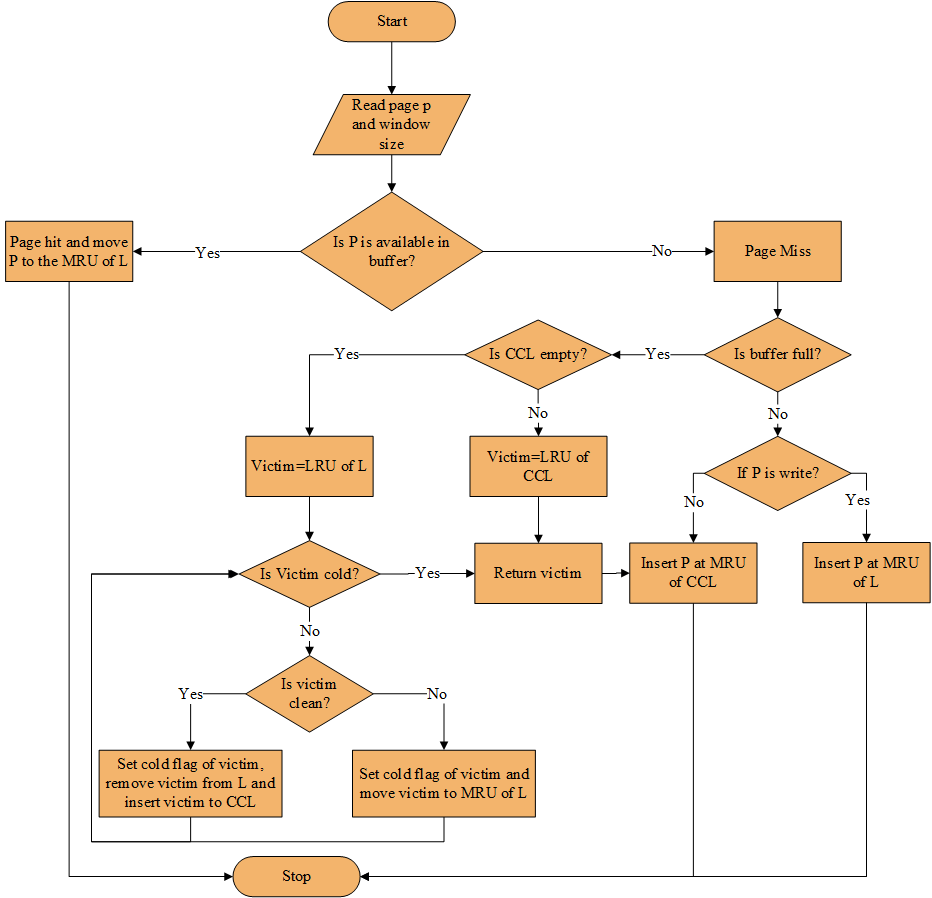 Start
Read page p
and window
size
Is P is available in
buffer?
Yes
No
Page hit and move
P to the MRU of L
Page Miss
Is buffer full?
Yes
No
Is CCL empty?
Yes
No
Victim=LRU of L
Victim=LRU of
CCL
If P is write?
No
Yes
Is Victim cold?
Yes
No
Return victim
Insert P at MRU
of CCL
Insert P at MRU
of L
Is victim
clean?
Yes
No
Set cold flag of victim,
remove victim from L and
insert victim to CCL
Set cold flag of victim and
move victim to MRU of L
Stop